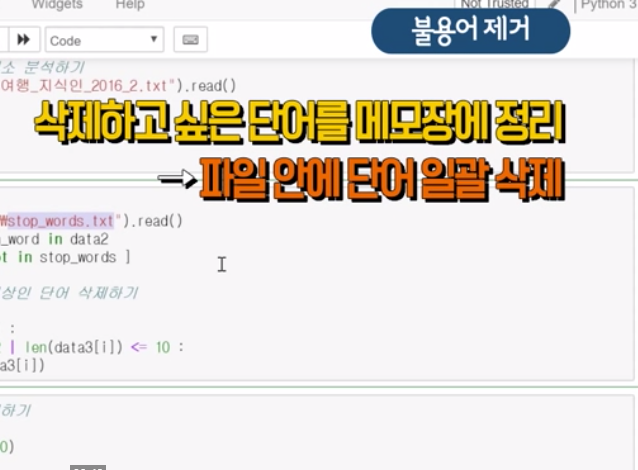 Widgets Help
Not Trusted | Python 3
불용어 제거
Code
소 분석하기
여행_지식인_2016_2.txt").read()
삭제하고 싶은 단어를 메모장에 정리
→ 파일 안에 단어 일괄 삭제
₩stop_words.txt").read()
_word in data2
t in stop_words ]
상인 단어 삭제하기
:
| len(data3[i]) <= 10 :
a3[i])
하기
0)